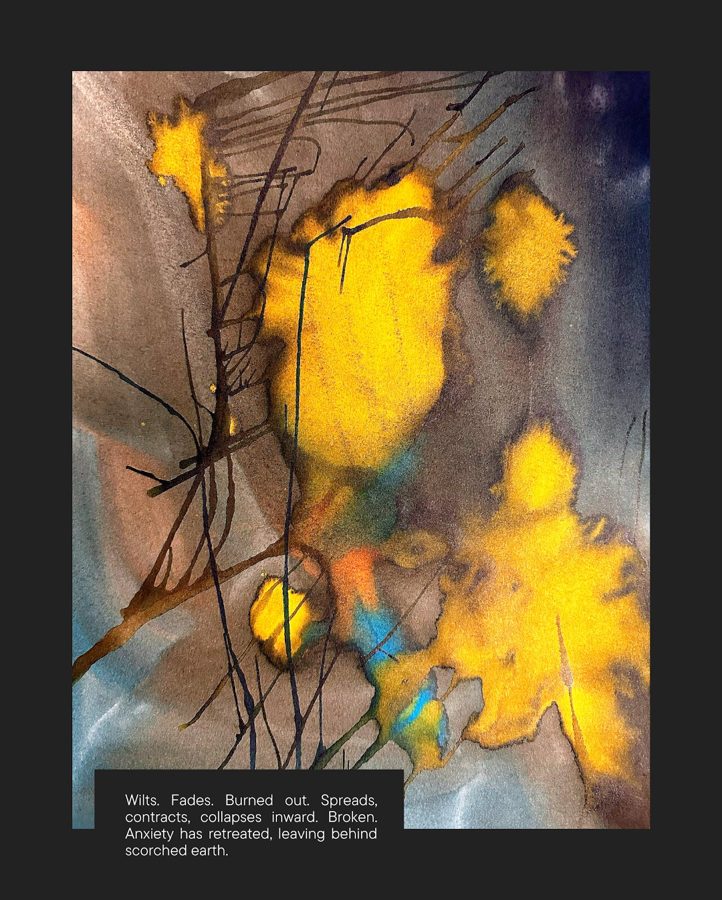 Wilts. Fades. Burned out. Spreads,
contracts, collapses inward. Broken.
Anxiety has retreated, leaving behind
scorched earth.